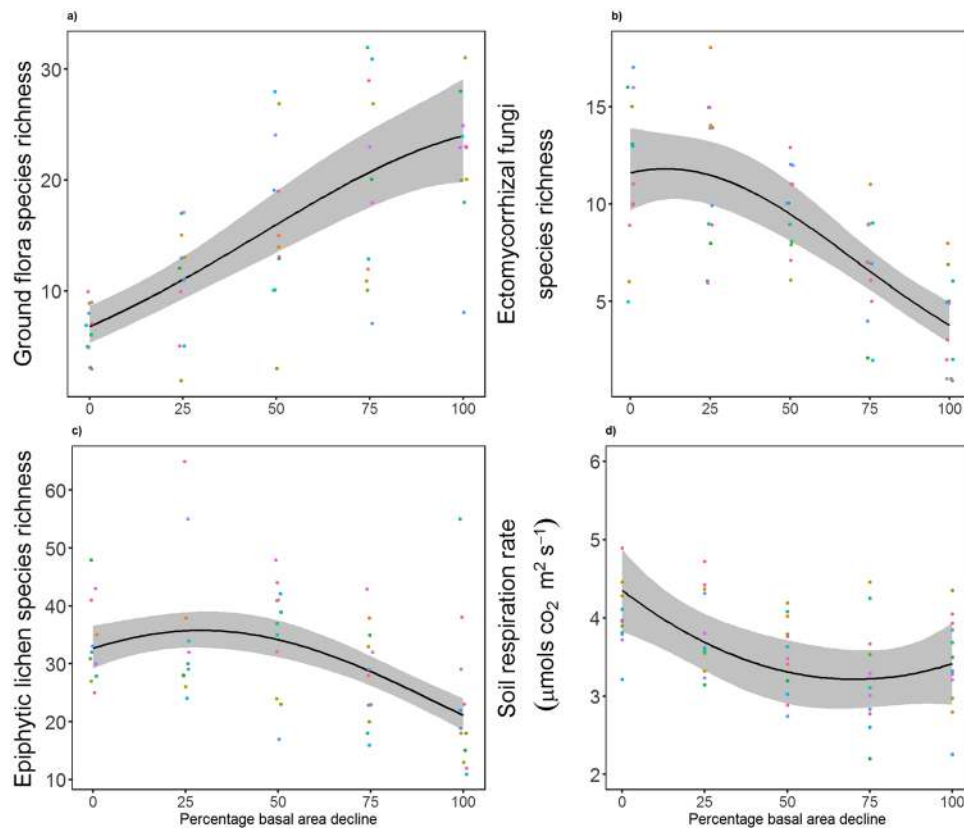 a)
Ground flora species richness
30
20
10
0 25 50 75 100
b)
Ectomycorrhizal fungi
species richness
15
10
5
0 25 50 75 100
c)
Epiphytic lichen species richness
60
50
40
30
20
10
0 25 50 75 100
Percentage basal area decline
d)
Soil respiration rate
(μmols co₂ m² s⁻¹)
6
5
4
3
2
0 25 50 75 100
Percentage basal area decline